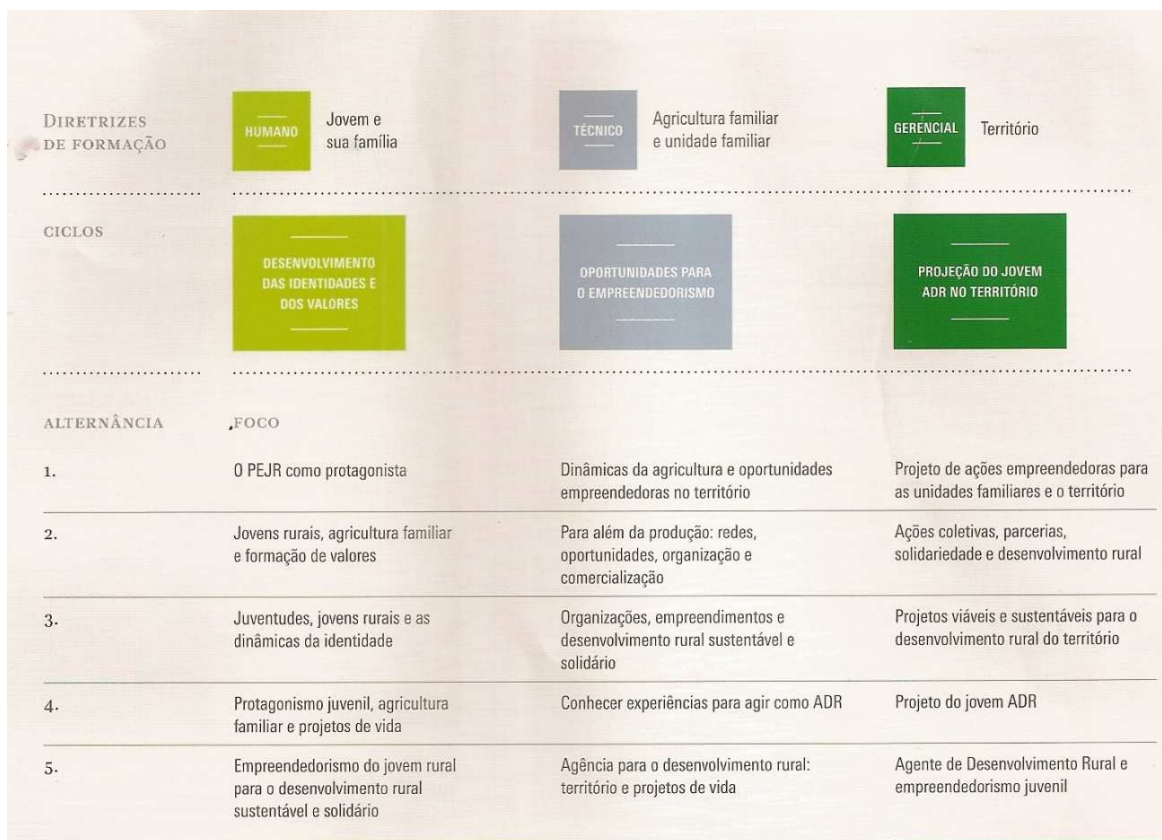 DIRETRIZES
DE FORMAÇÃO
HUMANO
Jovem e
sua família
TÉCNICO
Agricultura familiar
e unidade familiar
GERENCIAL
Território
CICLOS
DESENVOLVIMENTO
DAS IDENTIDADES E
DOS VALORES
OPORTUNIDADES PARA
O EMPREENDEDORISMO
PROJEÇÃO DO JOVEM
ADR NO TERRITÓRIO
ALTERNÂNCIA
FOCO
1.
O PEJR como protagonista
Dinâmicas da agricultura e oportunidades
empreendedoras no território
Projeto de ações empreendedoras para
as unidades familiares e o território
2.
Jovens rurais, agricultura familiar
e formação de valores
Para além da produção: redes,
oportunidades, organização e
comercialização
Ações coletivas, parcerias,
solidariedade e desenvolvimento rural
3.
Juventudes, jovens rurais e as
dinâmicas da identidade
Organizações, empreendimentos e
desenvolvimento rural sustentável e
solidário
Projetos viáveis e sustentáveis para o
desenvolvimento rural do território
4.
Protagonismo juvenil, agricultura
familiar e projetos de vida
Conhecer experiências para agir como ADR
Projeto do jovem ADR
5.
Empreendedorismo do jovem rural
para o desenvolvimento rural
sustentável e solidário
Agência para o desenvolvimento rural:
território e projetos de vida
Agente de Desenvolvimento Rural e
empreendedorismo juvenil